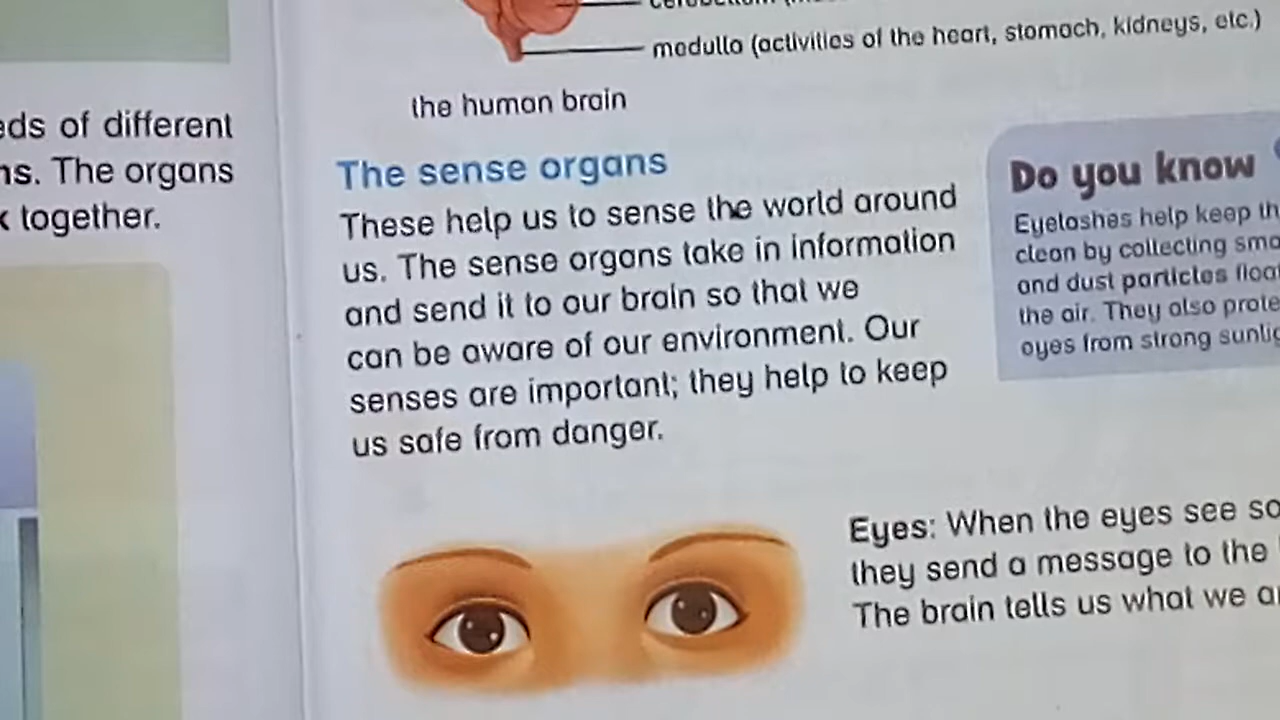 of different
The organs
together.
medulla (activities of the heart, stomach, kidneys, etc.)
the human brain
The sense organs
These help us to sense the world around
us. The sense organs take in information
and send it to our brain so that we
can be aware of our environment. Our
senses are important; they help to keep
us safe from danger.
Do you know
Eyelashes help keep
clean by collecting
and dust particles
the air. They also
eyes from strong
Eyes: When the eyes see
they send a message to the
The brain tells us what we